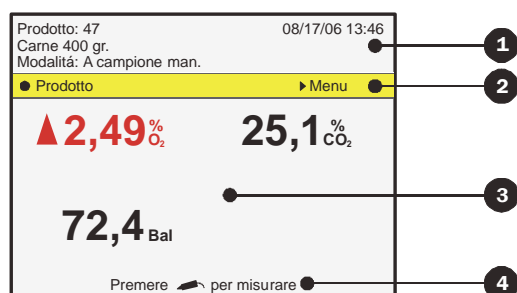 Prodotto: 47 08/17/06 13:46
Carne 400 gr.
Modalitá: A campione man.
Prodotto Menu
2,49 % O₂ 25,1 % CO₂
72,4 Bal
Premere per misurare
1
2
3
4